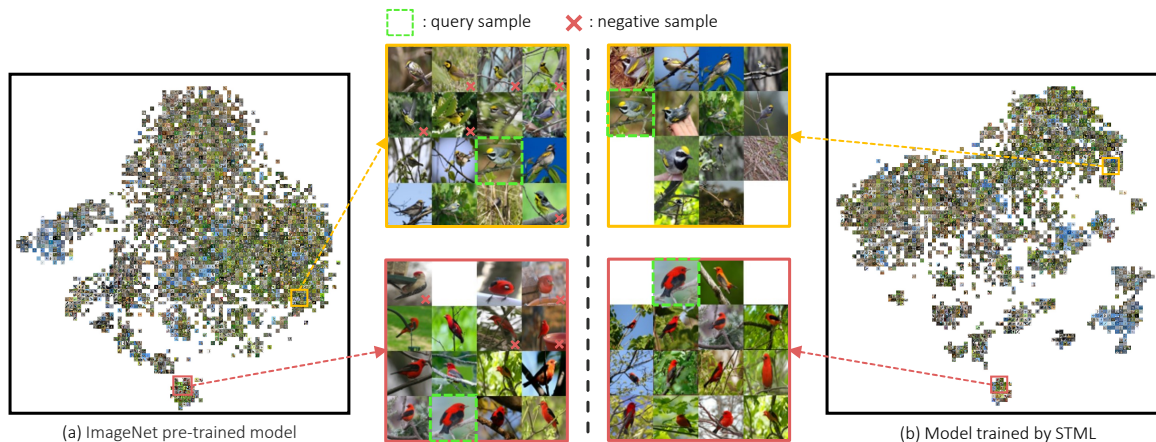 : query sample
: negative sample
(a) ImageNet pre-trained model
(b) Model trained by STML